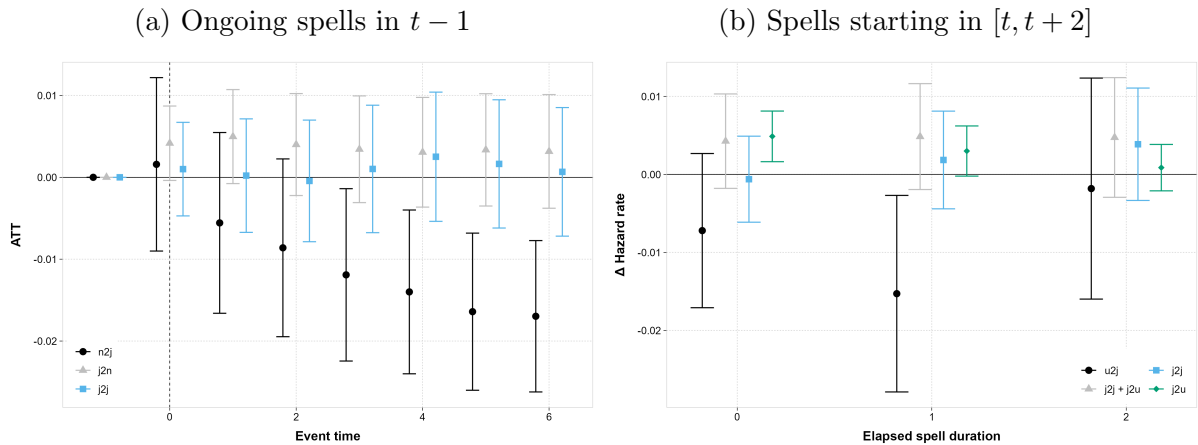 (a) Ongoing spells in t − 1
0.01
0.00
-0.01
-0.02
ATT
n2j
j2n
j2j
0 2 4 6
Event time
(b) Spells starting in [t, t + 2]
0.01
0.00
-0.01
-0.02
Δ Hazard rate
u2j j2j
j2j + j2u j2u
0 1 2
Elapsed spell duration